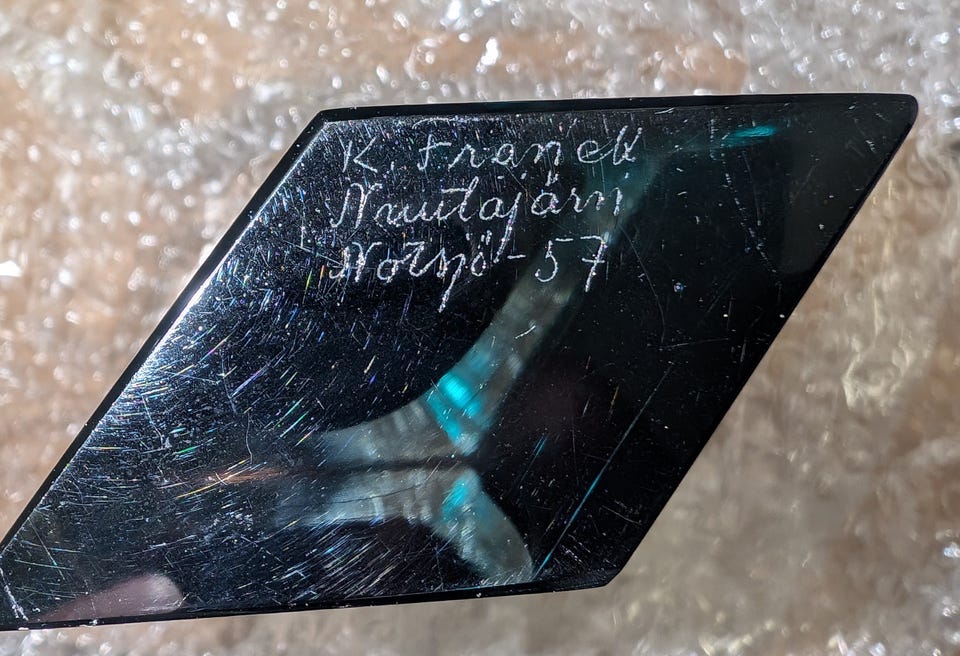 K. Franck
Nuutajärvi
Notsjö-57